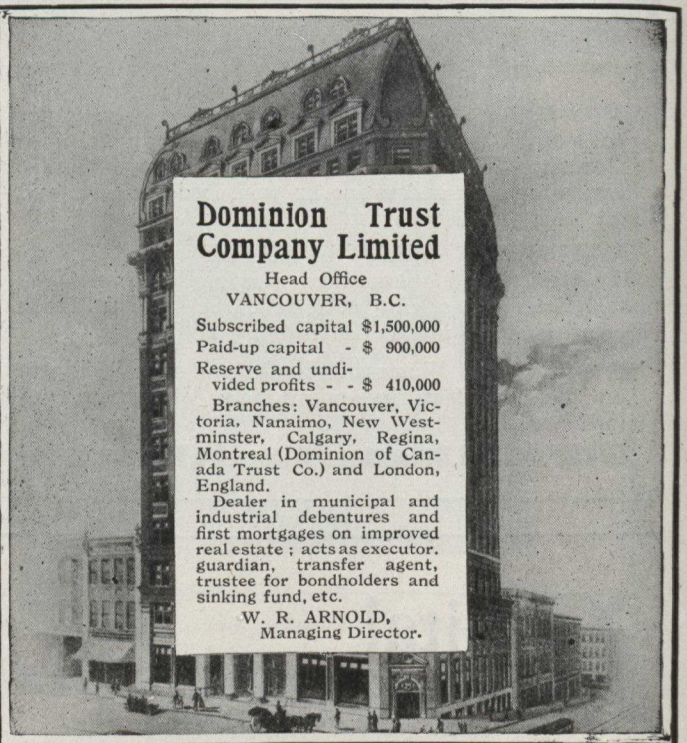 Dominion Trust
Company Limited
Head Office
VANCOUVER, B.C.
Subscribed capital $1,500,000
Paid-up capital - $ 900,000
Reserve and undi-
vided profits - - $ 410,000
Branches: Vancouver, Vic-
toria, Nanaimo, New West-
minster, Calgary, Regina,
Montreal (Dominion of Can-
ada Trust Co.) and London,
England.
Dealer in municipal and
industrial debentures and
first mortgages on improved
real estate ; acts as executor.
guardian, transfer agent,
trustee for bondholders and
sinking fund, etc.
W. R. ARNOLD,
Managing Director.